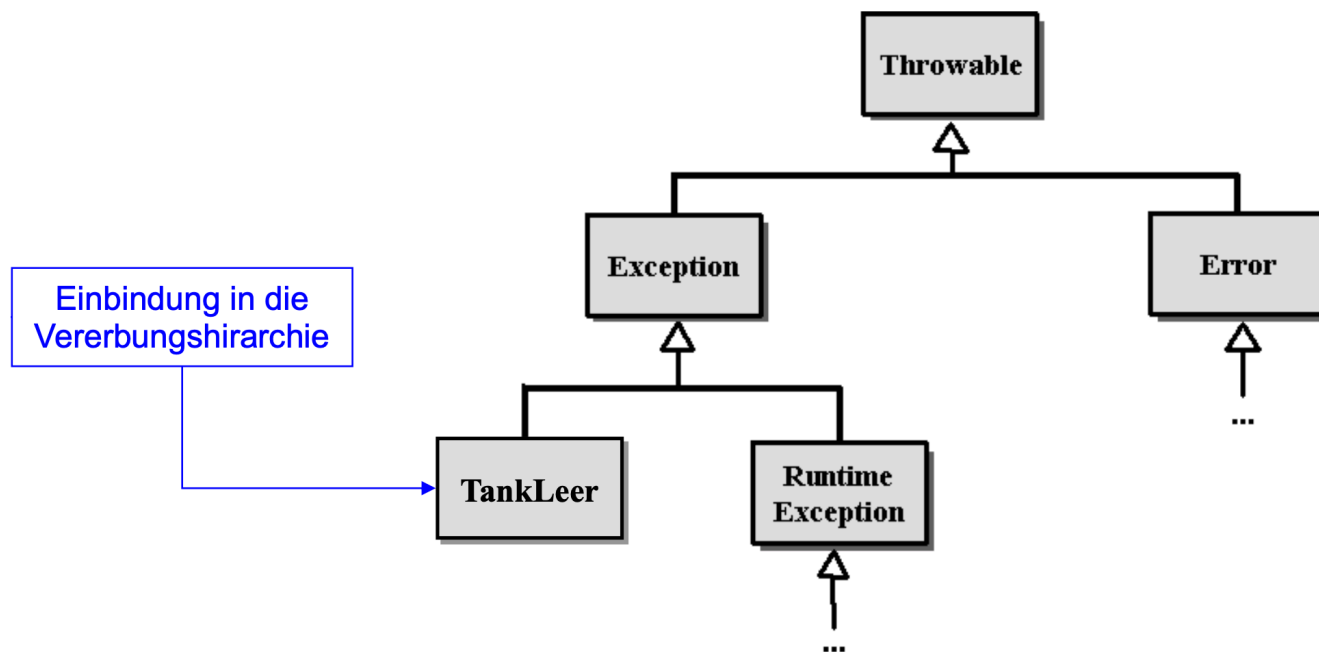 Throwable
Exception
Error
Einbindung in die
Vererbungshirarchie
...
TankLeer
Runtime
Exception
...